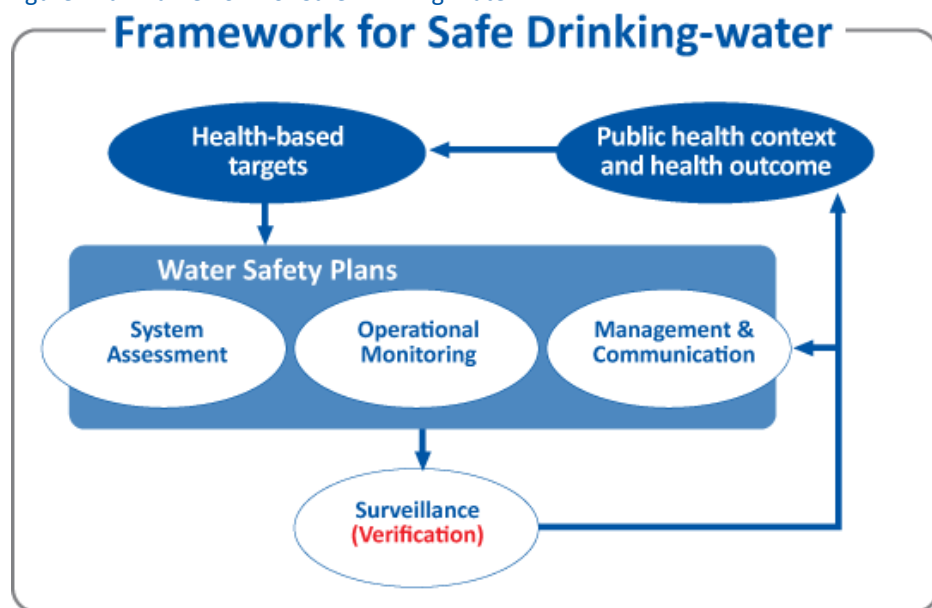 Framework for Safe Drinking-water
Health-based
targets
Public health context
and health outcome
Water Safety Plans
System
Assessment
Operational
Monitoring
Management &
Communication
Surveillance
(Verification)